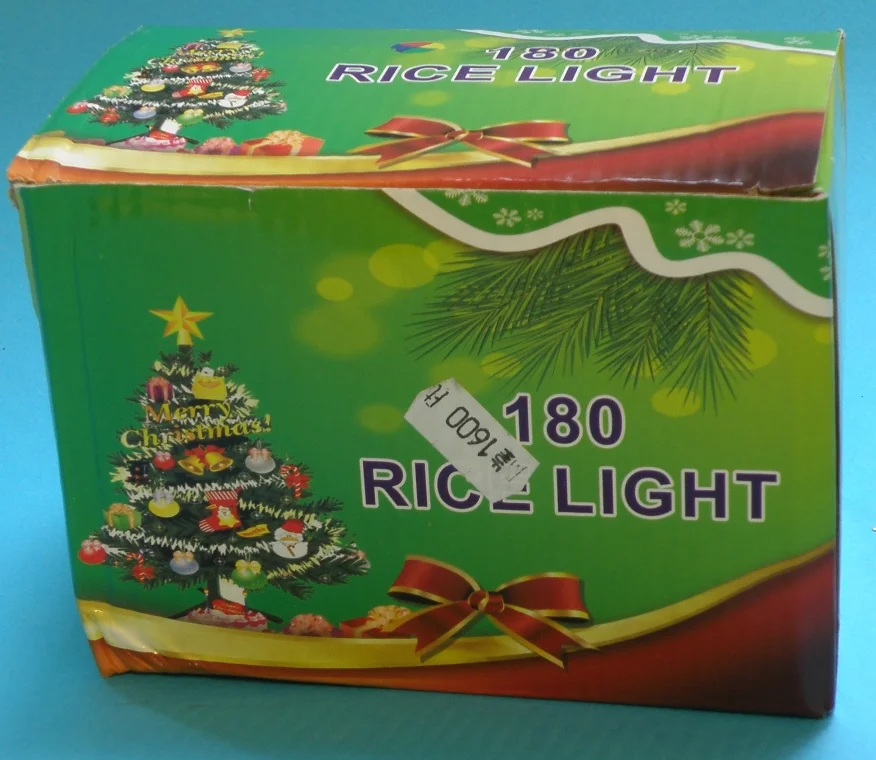 180
RICE LIGHT
Merry
Christmas!
1600 Ft
180
RICE LIGHT